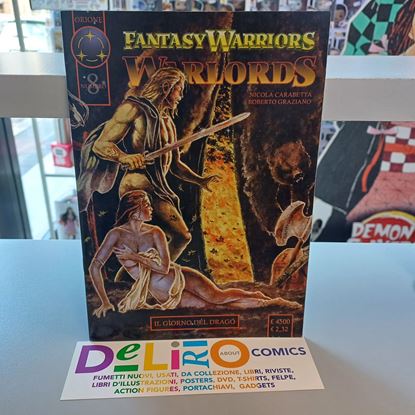 ORIONE
8
NUMERO
FANTASY WARRIORS
WARLORDS
NICOLA CARABETTA
ROBERTO GRAZIANO
IL GIORNO DEL DRAGO
£ 4500
€ 2,32
DELIRIO
ABOUT
COMICS
FUMETTI NUOVI, USATI, DA COLLEZIONE, LIBRI, RIVISTE,
LIBRI D'ILLUSTRAZIONI, POSTERS, DVD, T-SHIRTS, FELPE,
ACTION FIGURES, PORTACHIAVI, GADGETS
DEMON